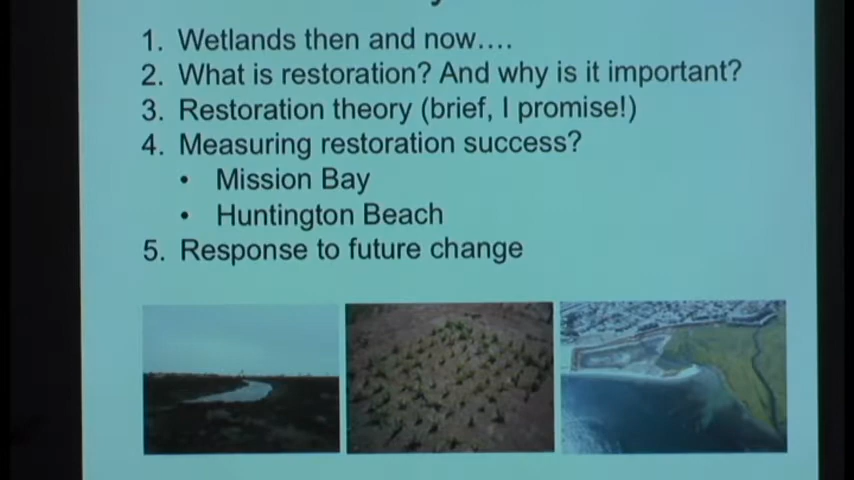 1. Wetlands then and now....
2. What is restoration? And why is it important?
3. Restoration theory (brief, I promise!)
4. Measuring restoration success?
• Mission Bay
• Huntington Beach
5. Response to future change